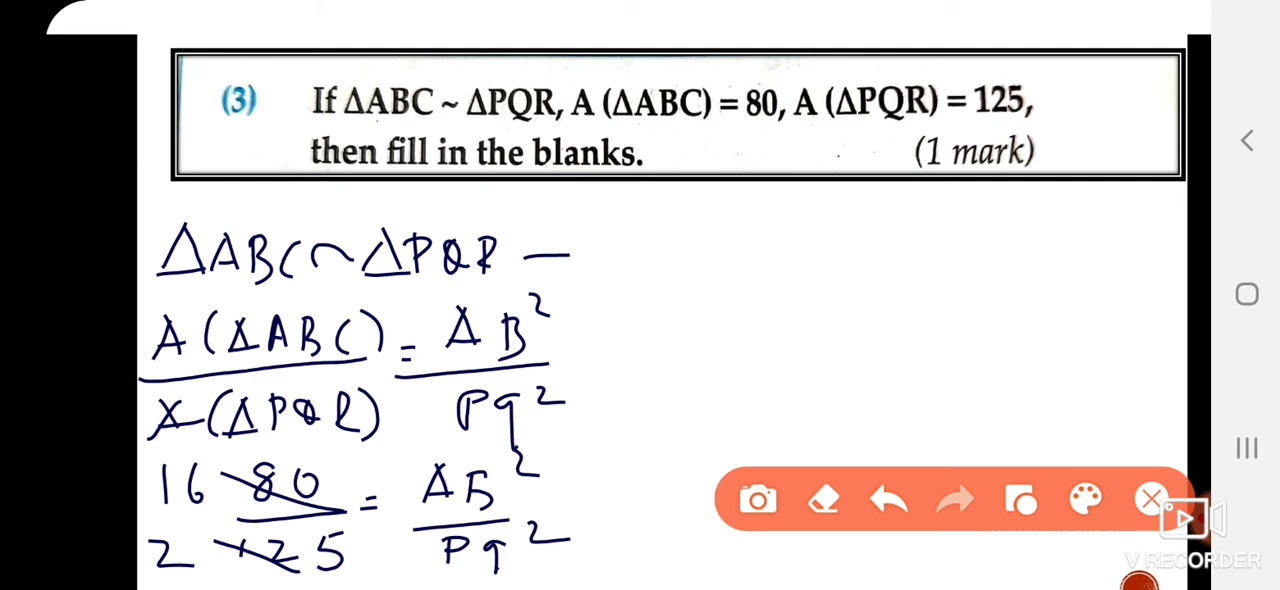 (3) If ΔABC ~ ΔPQR, A (ΔABC) = 80, A (ΔPQR) = 125,
then fill in the blanks. (1 mark)
ΔABC ~ ΔPQR —
A (ΔABC) = AB²
A (ΔPQR) Pq²
16 80 = AB²
2 125 Pq²
V RECORDER